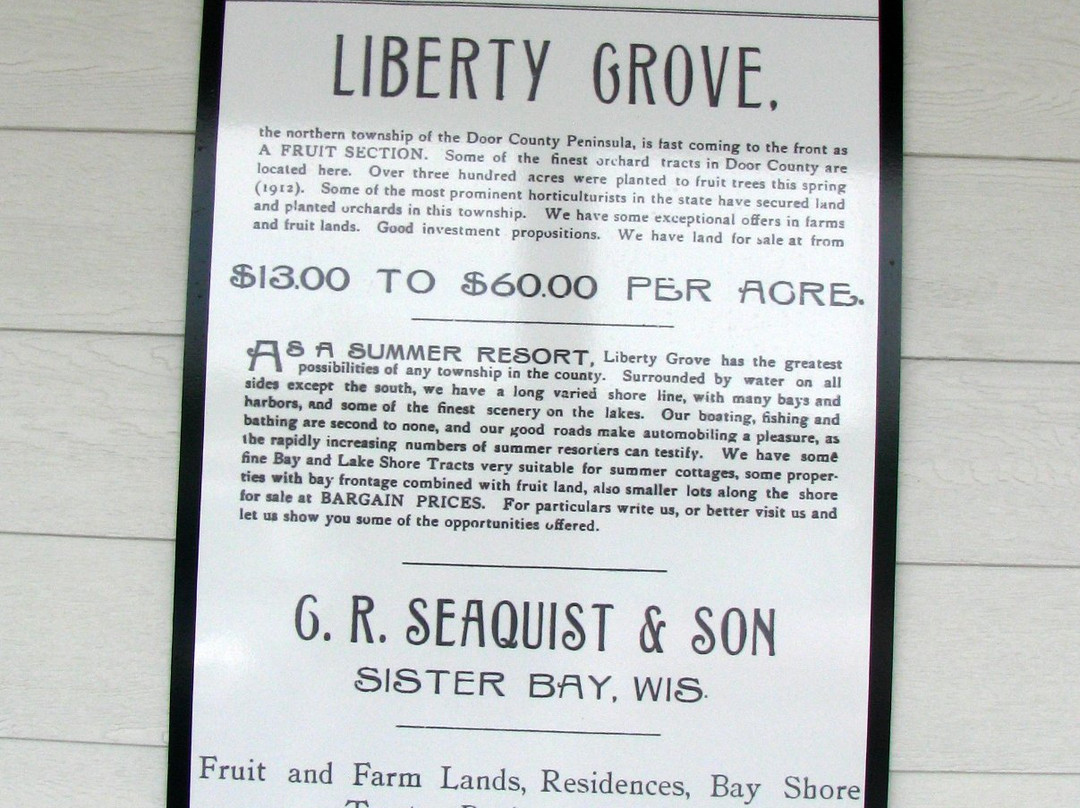 LIBERTY GROVE.
the northern township of the Door County Peninsula, is fast coming to the front as
A FRUIT SECTION. Some of the finest orchard tracts in Door County are
located here. Over three hundred acres were planted to fruit trees this spring
(1912). Some of the most prominent horticulturists in the state have secured land
and planted orchards in this township. We have some exceptional offers in farms
and fruit lands. Good investment propositions. We have land for sale at from
$13.00 TO $60.00 PER ACRE.
AS A SUMMER RESORT, Liberty Grove has the greatest
possibilities of any township in the county. Surrounded by water on all
sides except the south, we have a long varied shore line, with many bays and
harbors, and some of the finest scenery on the lakes. Our boating, fishing and
bathing are second to none, and our good roads make automobiling a pleasure, as
the rapidly increasing numbers of summer resorters can testify. We have some
fine Bay and Lake Shore Tracts very suitable for summer cottages, some proper-
ties with bay frontage combined with fruit land, also smaller lots along the shore
for sale at BARGAIN PRICES. For particulars write us, or better visit us and
let us show you some of the opportunities offered.
G. R. SEAQUIST & SON
SISTER BAY, WIS.
Fruit and Farm Lands, Residences, Bay Shore